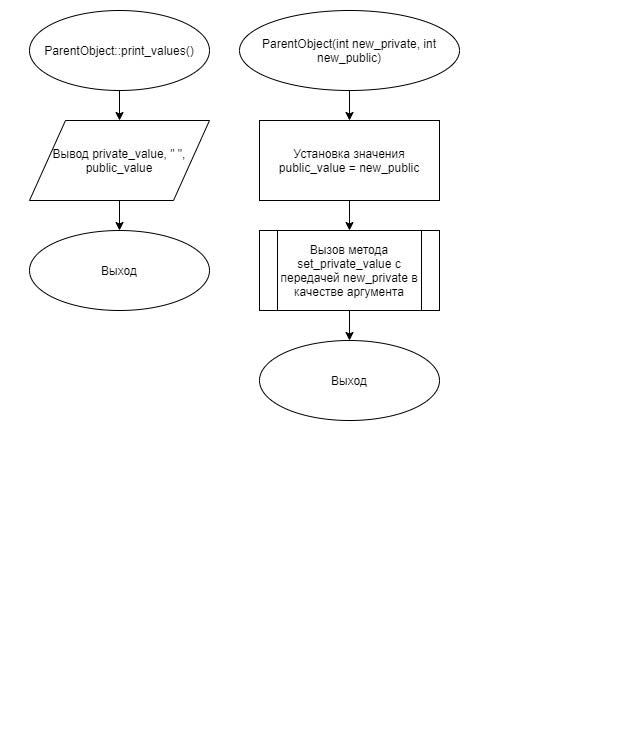 ParentObject::print_values()
Вывод private_value, " ",
public_value
Выход
ParentObject(int new_private, int
new_public)
Установка значения
public_value = new_public
Вызов метода
set_private_value с
передачей new_private в
качестве аргумента
Выход